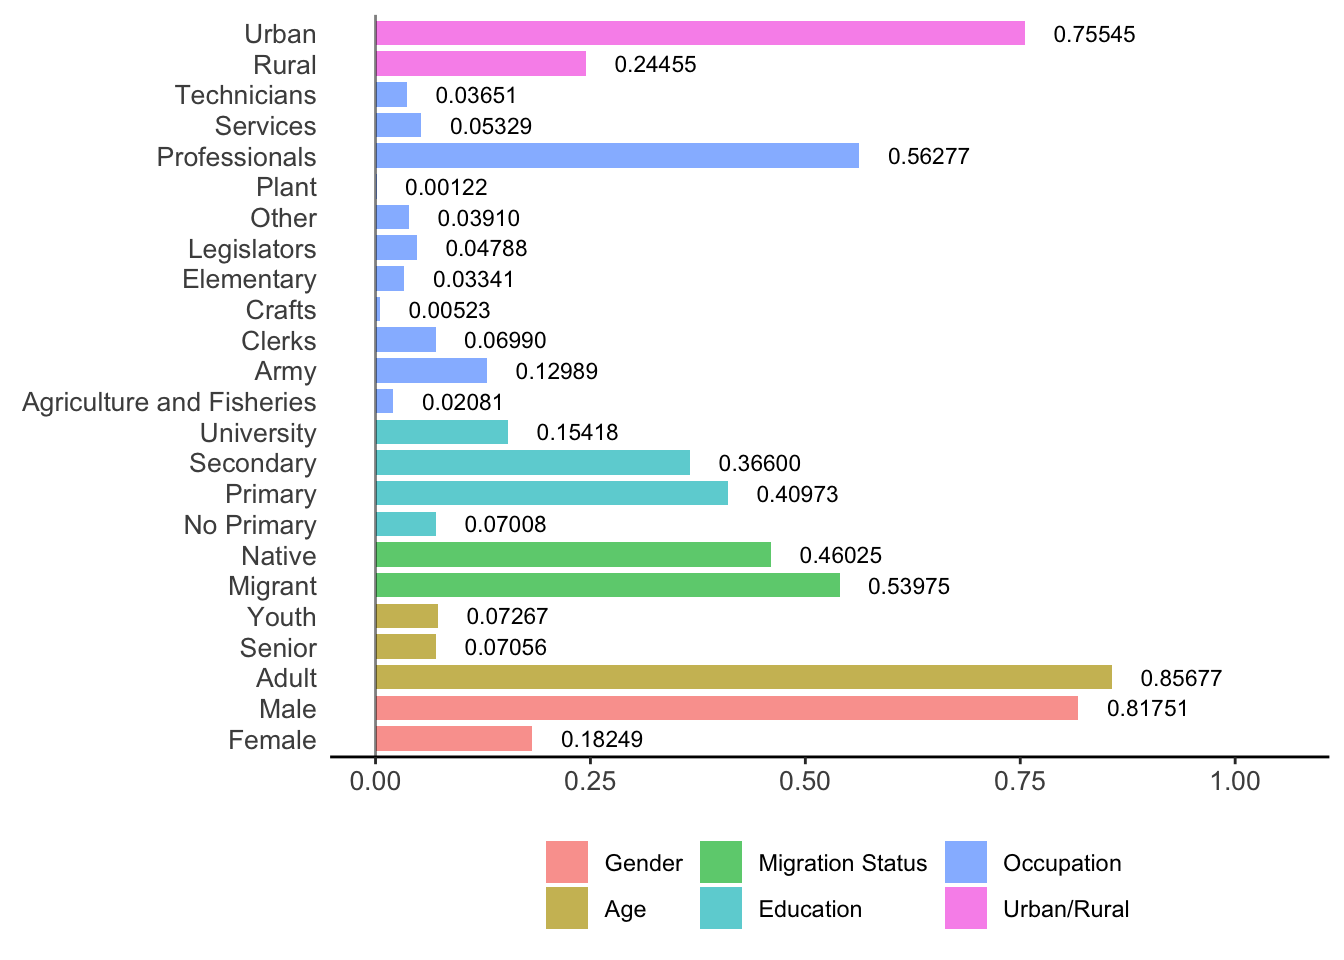 Urban 0.75545
Rural 0.24455
Technicians 0.03651
Services 0.05329
Professionals 0.56277
Plant 0.00122
Other 0.03910
Legislators 0.04788
Elementary 0.03341
Crafts 0.00523
Clerks 0.06990
Army 0.12989
Agriculture and Fisheries 0.02081
University 0.15418
Secondary 0.36600
Primary 0.40973
No Primary 0.07008
Native 0.46025
Migrant 0.53975
Youth 0.07267
Senior 0.07056
Adult 0.85677
Male 0.81751
Female 0.18249
0.00 0.25 0.50 0.75 1.00
Gender Migration Status Occupation
Age Education Urban/Rural